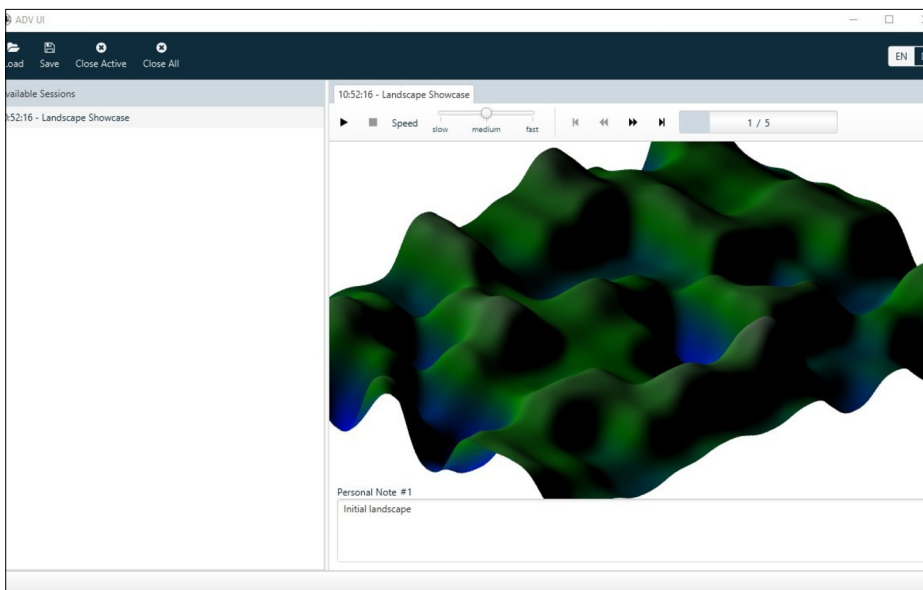 ADV UI
oad Save Close Active Close All
EN
vailable Sessions
10:52:16 - Landscape Showcase
:52:16 - Landscape Showcase
Speed
slow medium fast
1 / 5
Personal Note #1
Initial landscape